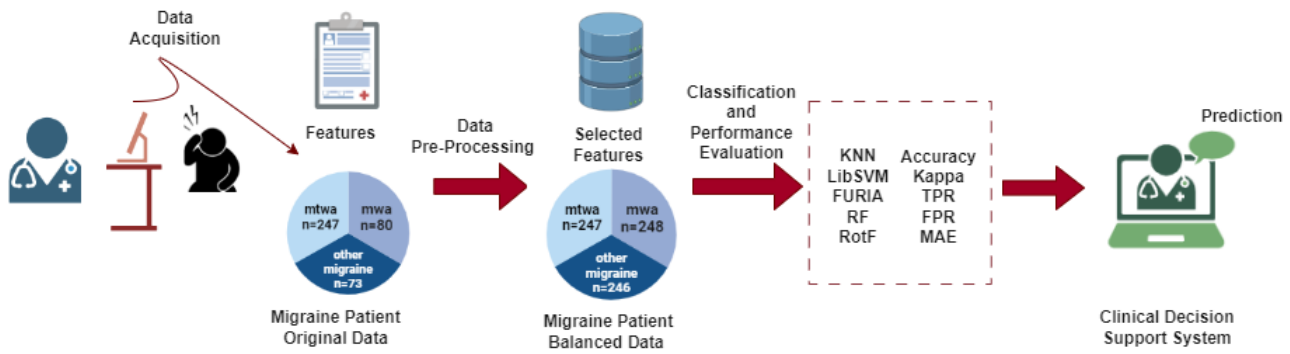 Data
Acquisition
Features
mtwa
n=247
mwa
n=80
other
migraine
n=73
Migraine Patient
Original Data
Data
Pre-Processing
Selected
Features
mtwa
n=247
mwa
n=248
other
migraine
n=246
Migraine Patient
Balanced Data
Classification
and
Performance
Evaluation
KNN
LibSVM
FURIA
RF
RotF
Accuracy
Kappa
TPR
FPR
MAE
Prediction
Clinical Decision
Support System